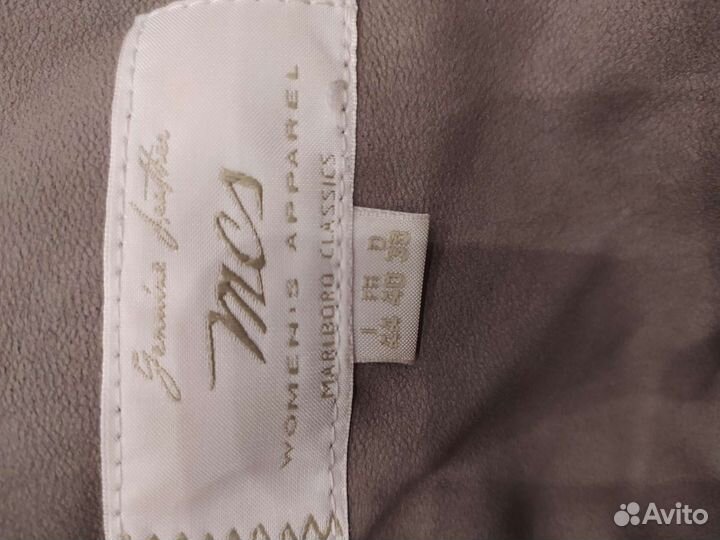 Genuine Leather
mcs
WOMEN'S APPAREL
MARLBORO CLASSICS
I FR D
44 40 38
Avito